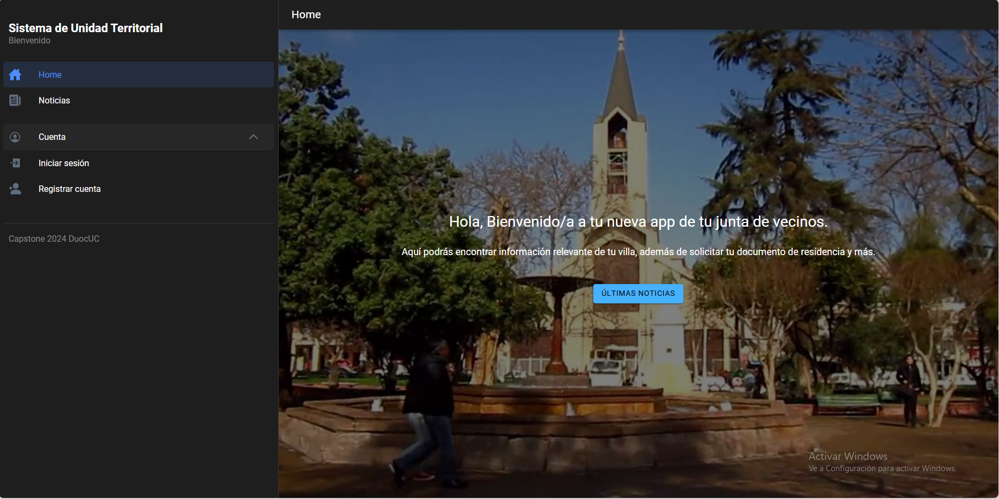 Sistema de Unidad Territorial
Bienvenido
Home
Noticias
Cuenta
Iniciar sesión
Registrar cuenta
Capstone 2024 DuocUC
Home
Hola, Bienvenido/a a tu nueva app de tu junta de vecinos.
Aquí podrás encontrar información relevante de tu villa, además de solicitar tu documento de residencia y más.
ÚLTIMAS NOTICIAS
Activar Windows
Ve a Configuración para activar Windows.